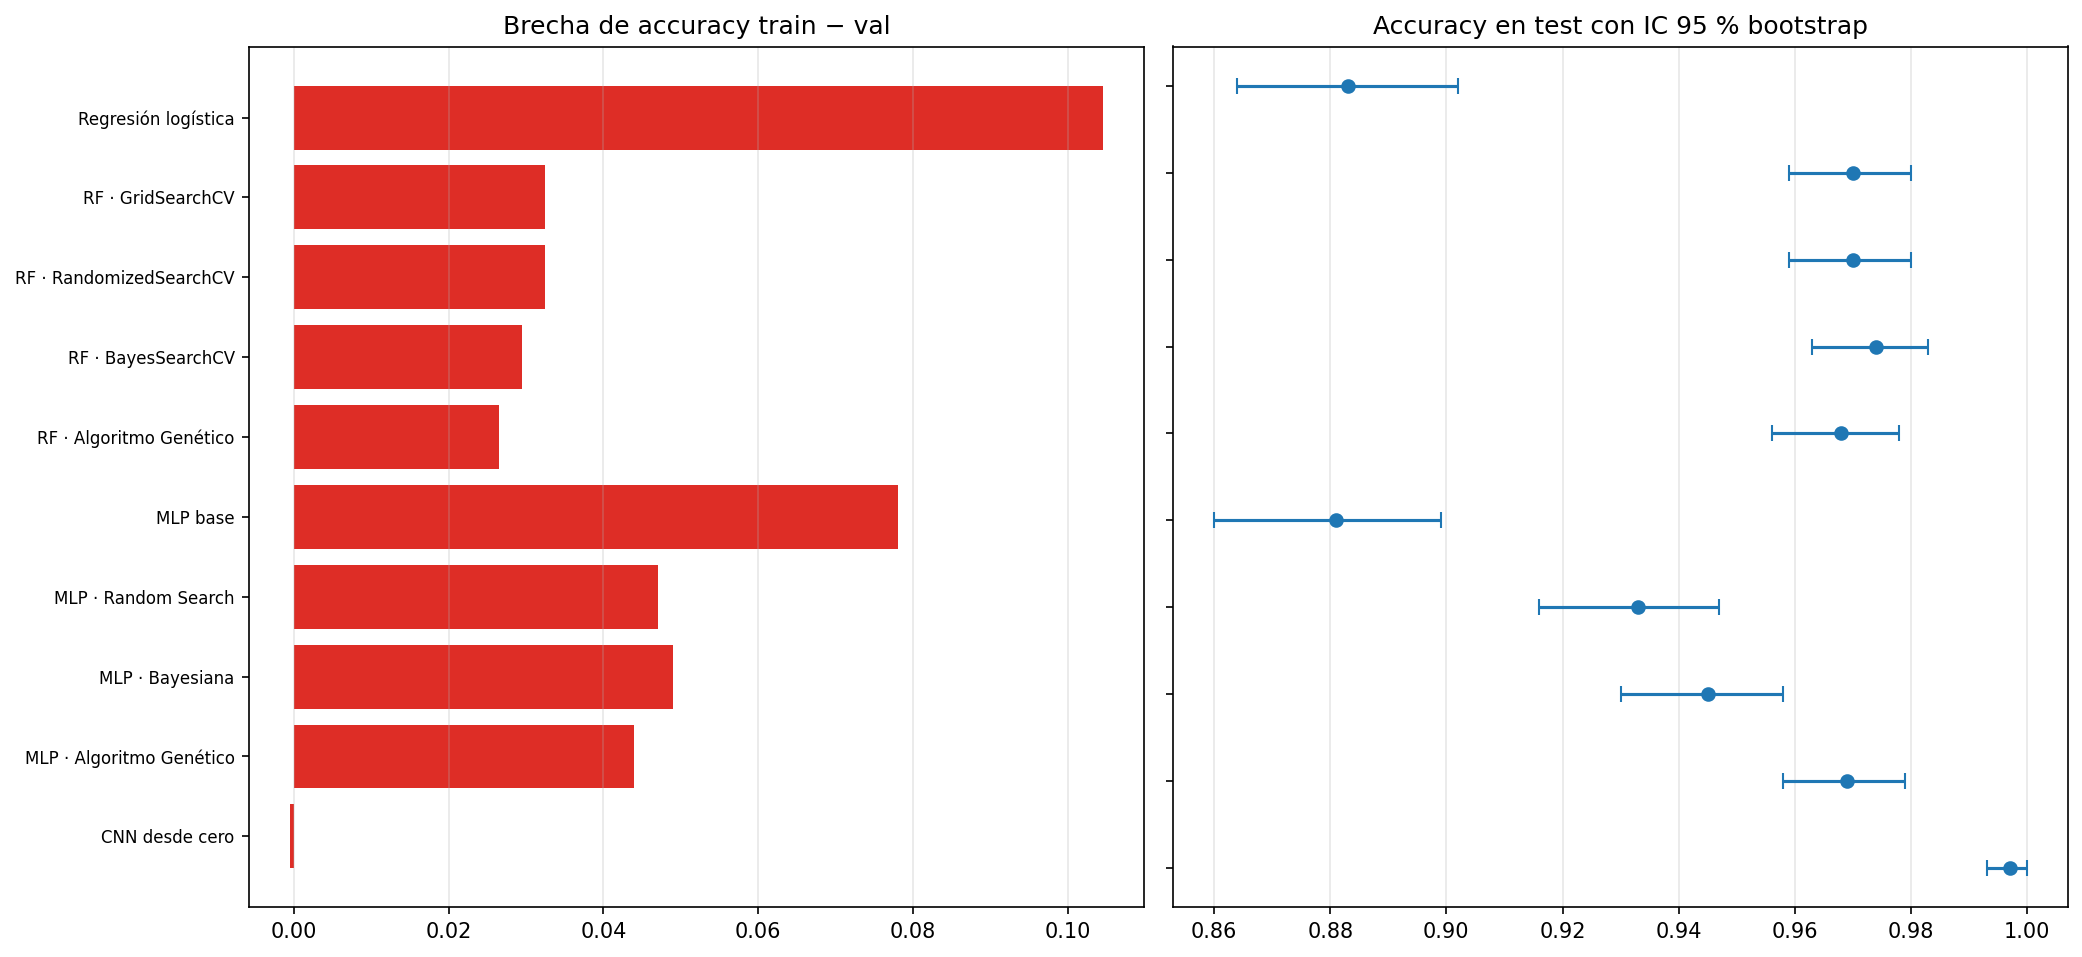 Brecha de accuracy train − val
Accuracy en test con IC 95 % bootstrap
Regresión logística
RF · GridSearchCV
RF · RandomizedSearchCV
RF · BayesSearchCV
RF · Algoritmo Genético
MLP base
MLP · Random Search
MLP · Bayesiana
MLP · Algoritmo Genético
CNN desde cero
0.00 0.02 0.04 0.06 0.08 0.10
0.86 0.88 0.90 0.92 0.94 0.96 0.98 1.00